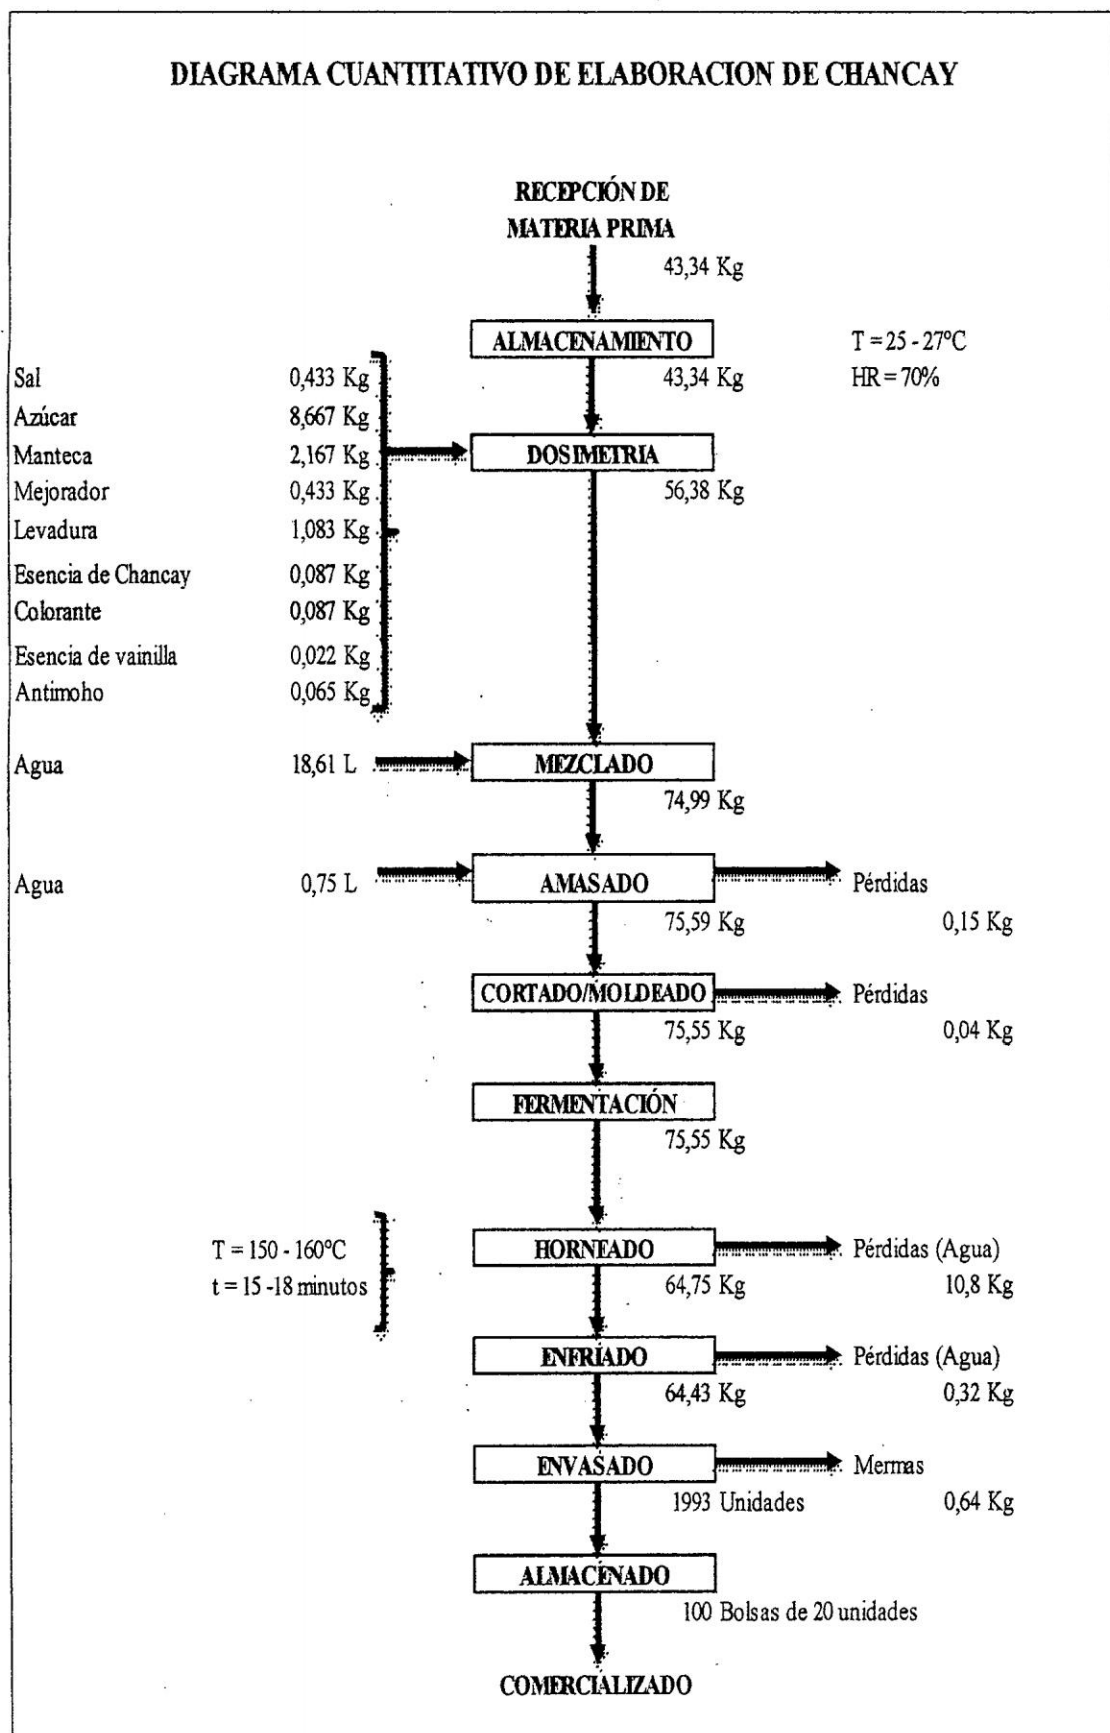 DIAGRAMA CUANTITATIVO DE ELABORACION DE CHANCAY
RECEPCIÓN DE
MATERIA PRIMA
43,34 Kg
ALMACENAMIENTO
T = 25 - 27°C
43,34 Kg
HR = 70%
Sal 0,433 Kg
Azúcar 8,667 Kg
Manteca 2,167 Kg
Mejorador 0,433 Kg
Levadura 1,083 Kg
Esencia de Chancay 0,087 Kg
Colorante 0,087 Kg
Esencia de vainilla 0,022 Kg
Antimoho 0,065 Kg
DOSIMETRIA
56,38 Kg
Agua 18,61 L
MEZCLADO
74,99 Kg
Agua 0,75 L
AMASADO
Pérdidas
75,59 Kg
0,15 Kg
CORTADO/MOLDEADO
Pérdidas
75,55 Kg
0,04 Kg
FERMENTACIÓN
75,55 Kg
T = 150 - 160°C
t = 15 -18 minutos
HORNEADO
Pérdidas (Agua)
64,75 Kg
10,8 Kg
ENFRIADO
Pérdidas (Agua)
64,43 Kg
0,32 Kg
ENVASADO
Mermas
1993 Unidades
0,64 Kg
ALMACENADO
100 Bolsas de 20 unidades
COMERCIALIZADO